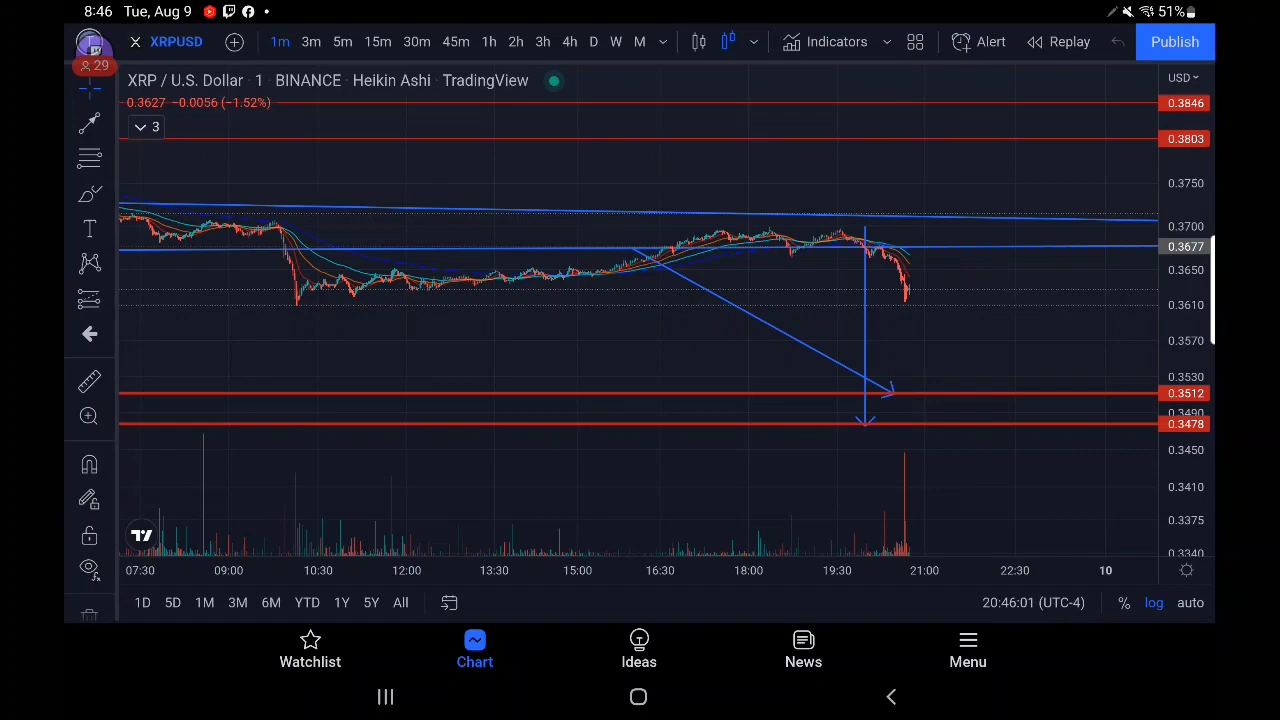 8:46 Tue, Aug 9 51%
XRPUSD 1m 3m 5m 15m 30m 45m 1h 2h 3h 4h D W M Indicators Alert Replay Publish
29
XRP / U.S. Dollar · 1 · BINANCE · Heikin Ashi · TradingView
USD
0.3627 −0.0056 (−1.52%)
0.3846
3
0.3803
0.3750
0.3700
0.3677
0.3650
0.3610
0.3570
0.3530
0.3512
0.3490
0.3478
0.3450
0.3410
0.3375
0.3340
07:30 09:00 10:30 12:00 13:30 15:00 16:30 18:00 19:30 21:00 22:30 10
1D 5D 1M 3M 6M YTD 1Y 5Y All 20:46:01 (UTC-4) % log auto
Watchlist Chart Ideas News Menu